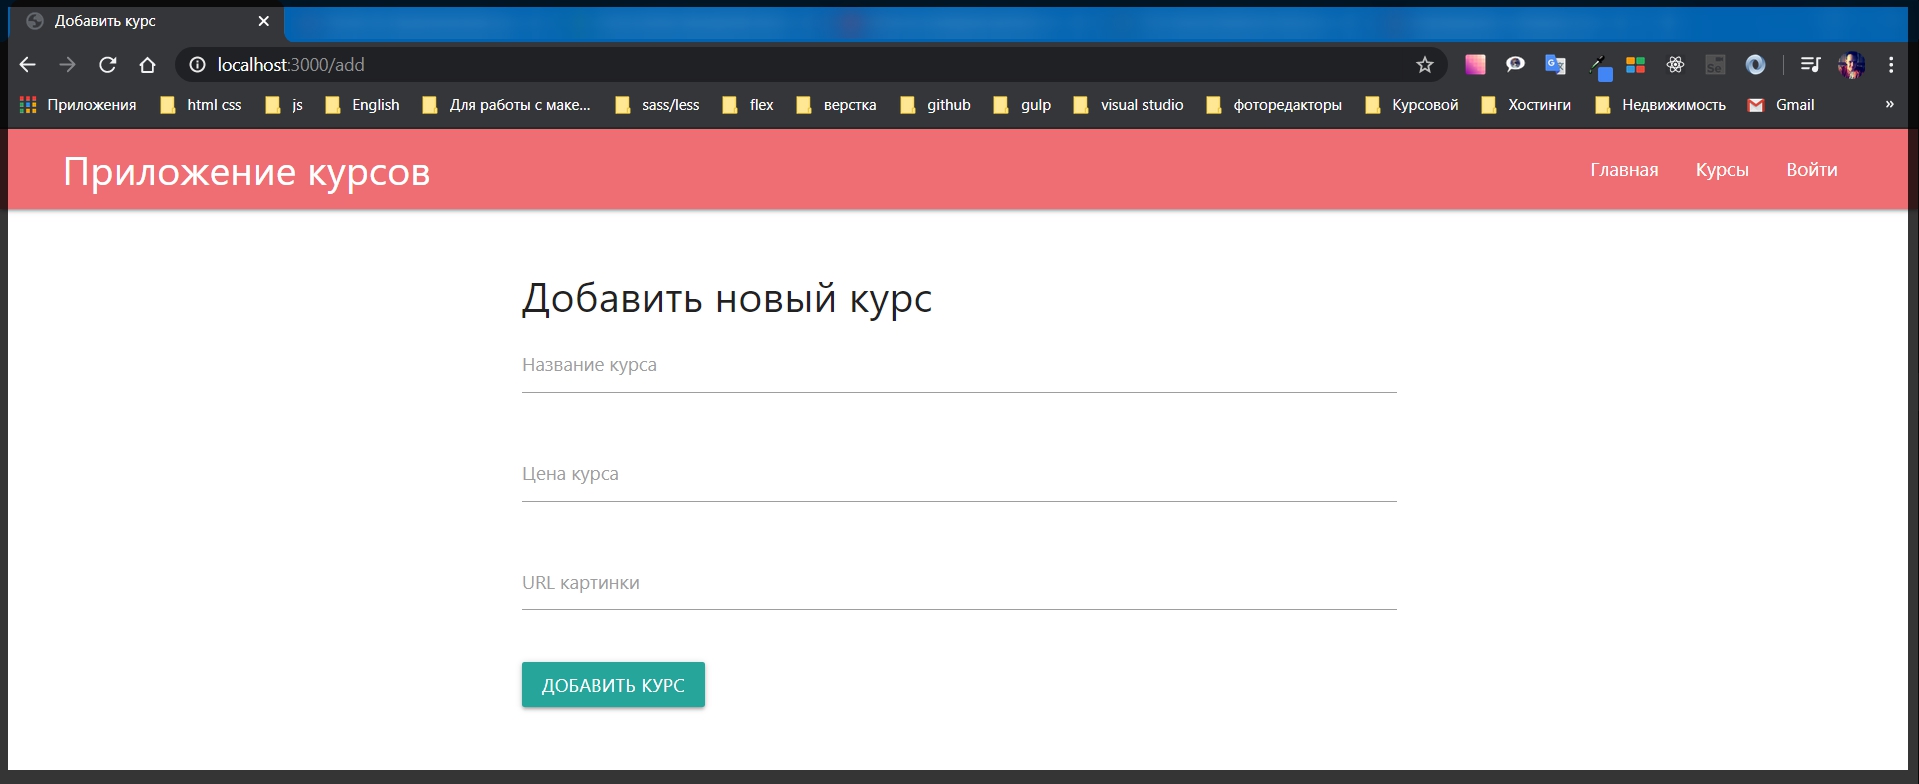 Добавить курс
localhost:3000/add
Приложения html css js English Для работы с маке... sass/less flex верстка github gulp visual studio фоторедакторы Курсовой Хостинги Недвижимость Gmail »
Приложение курсов Главная Курсы Войти
Добавить новый курс
Название курса
Цена курса
URL картинки
ДОБАВИТЬ КУРС